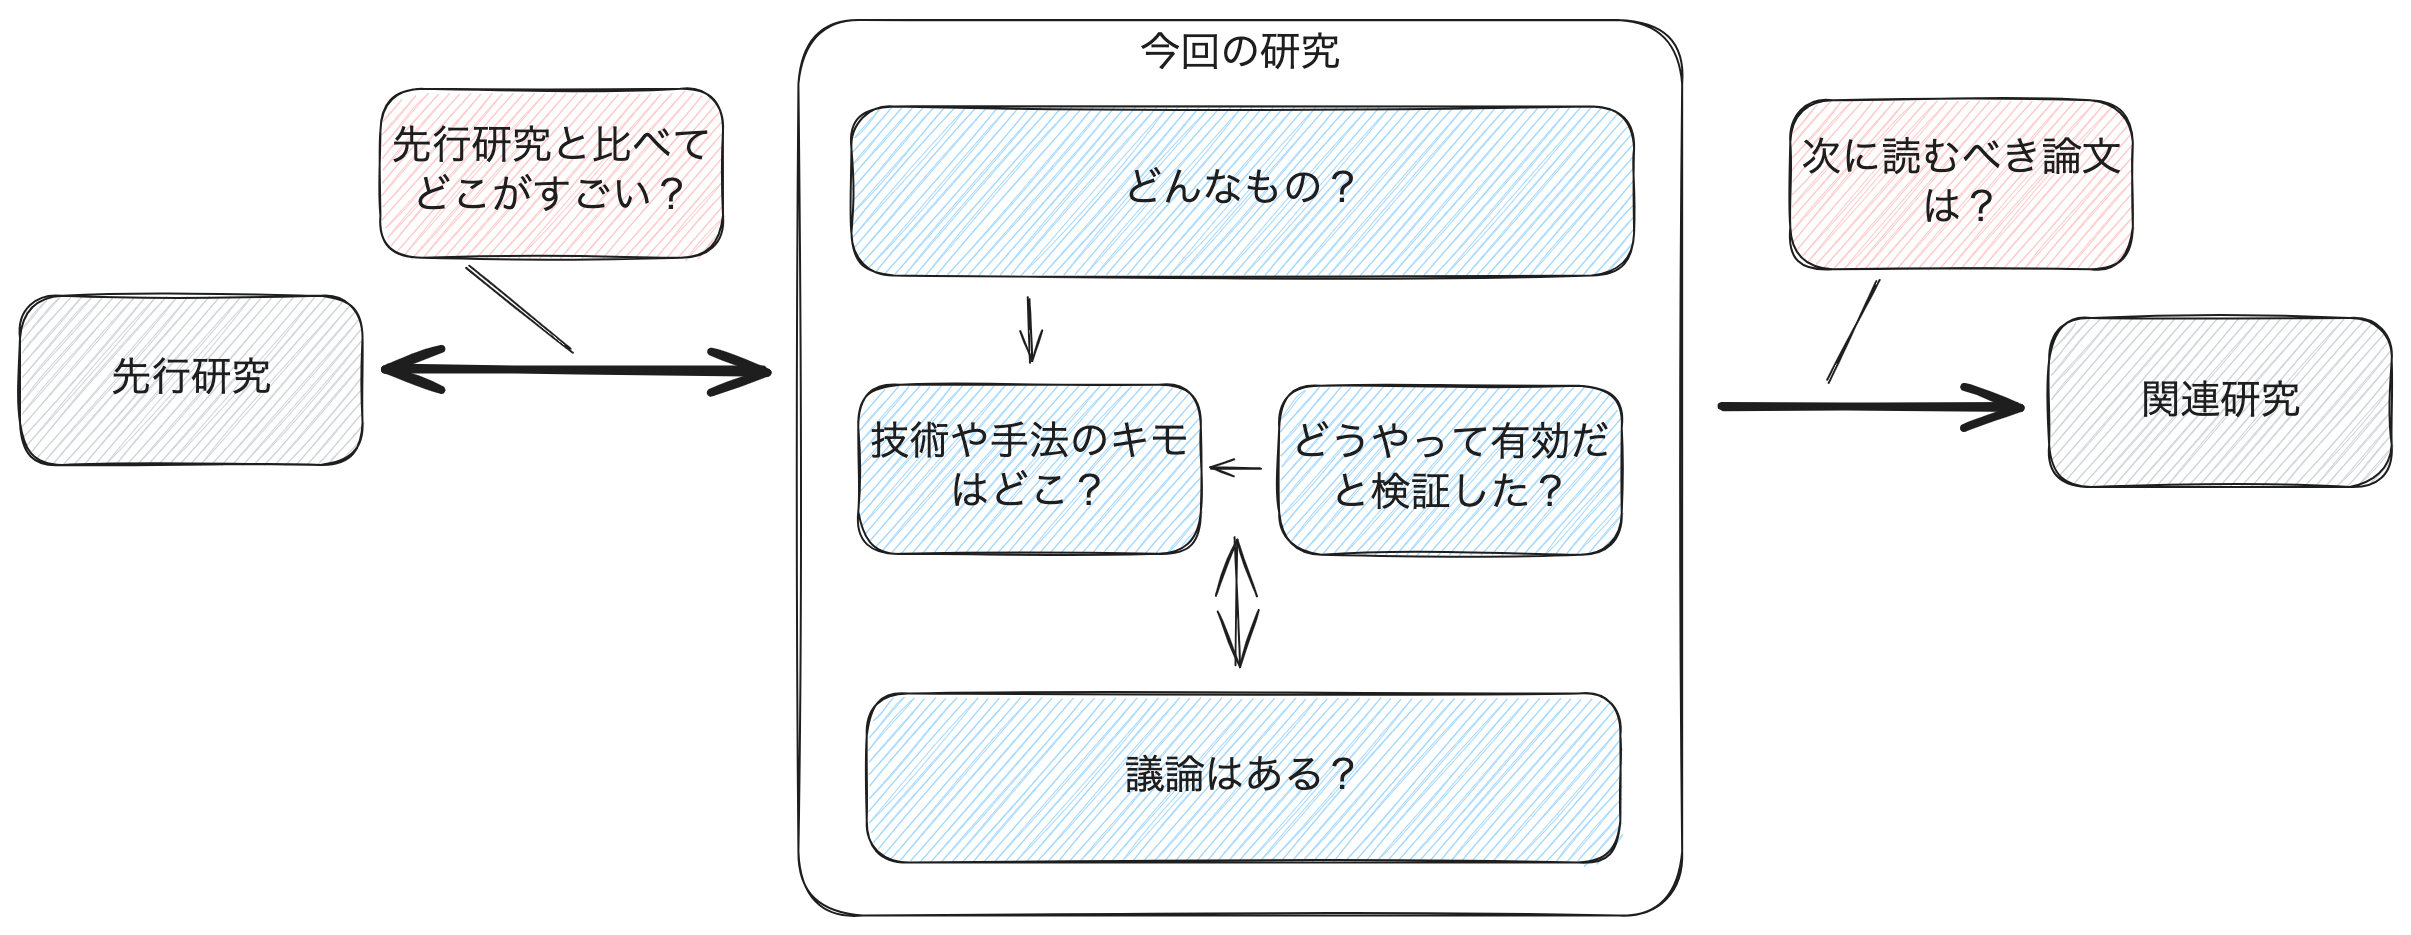 今回の研究
先行研究と比べて
どこがすごい？
先行研究
どんなもの？
技術や手法のキモ
はどこ？
どうやって有効だ
と検証した？
議論はある？
次に読むべき論文
は？
関連研究